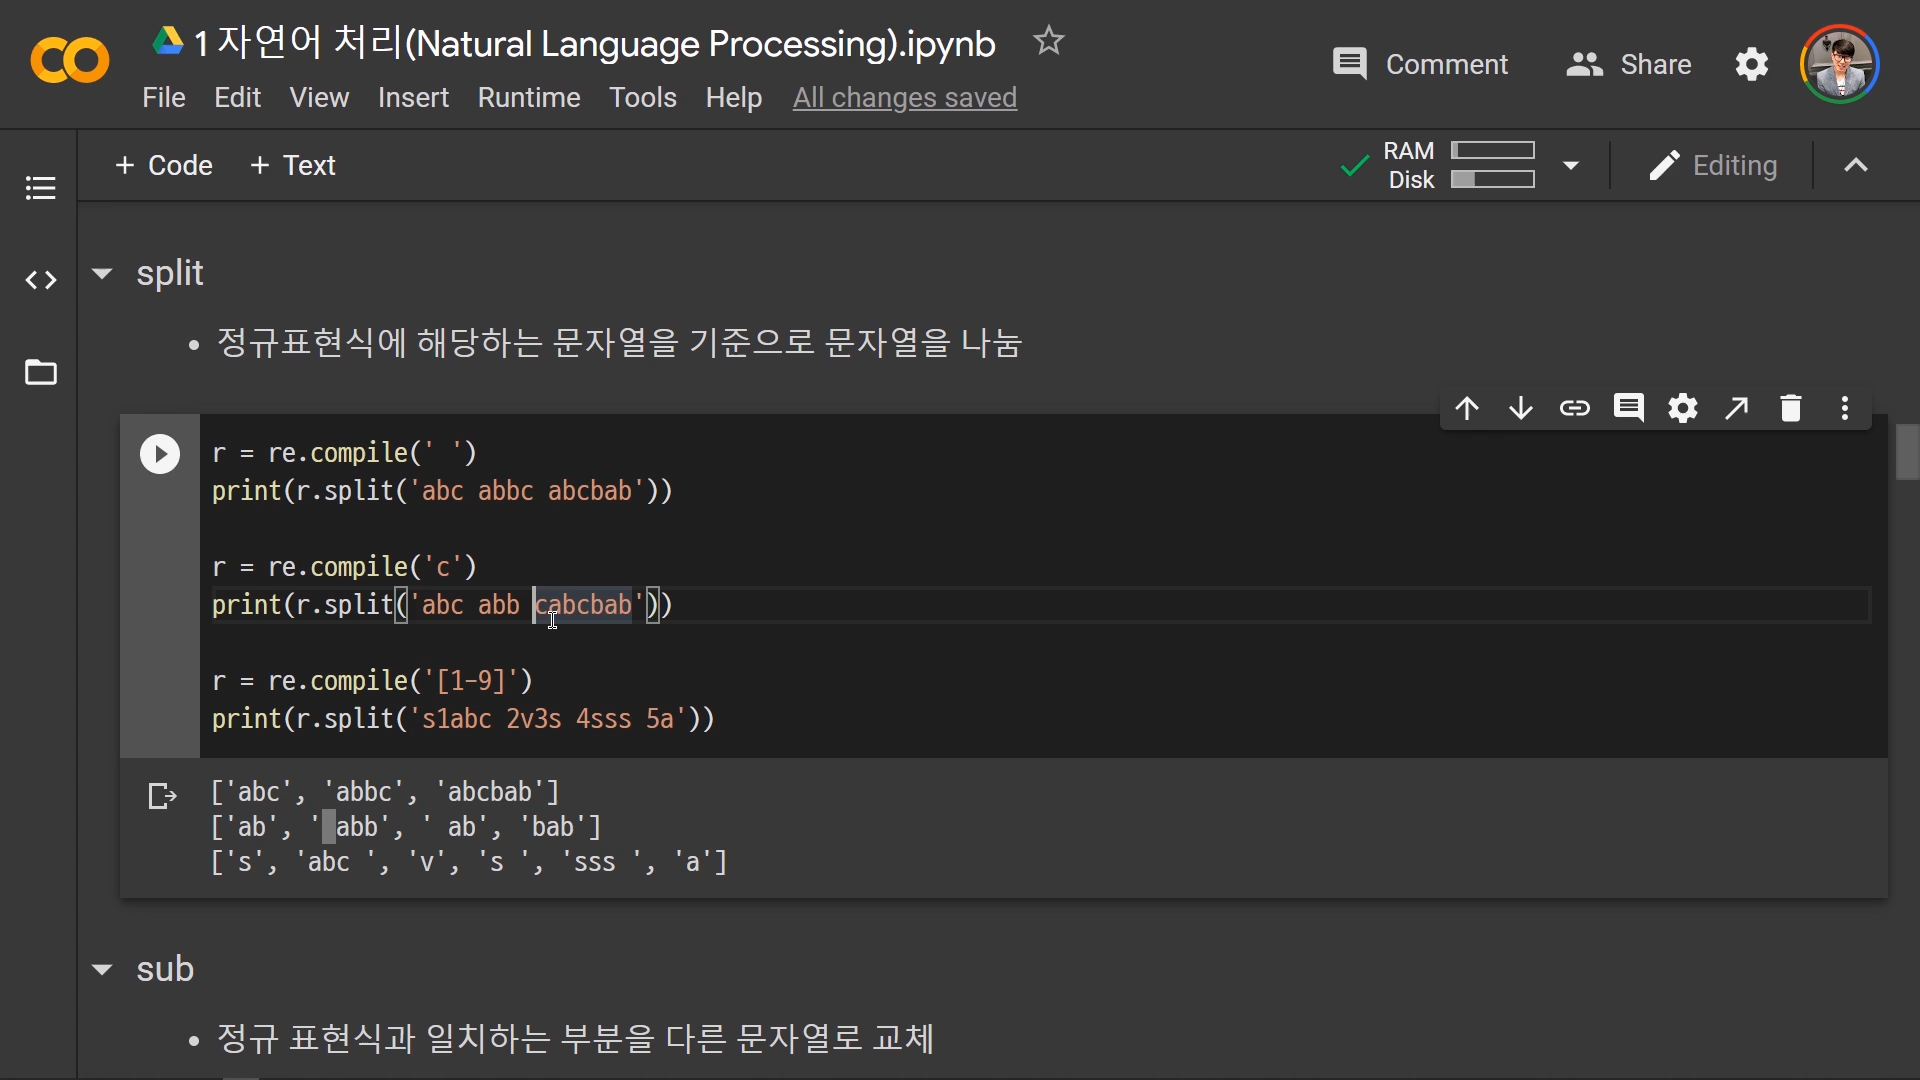 1 자연어 처리(Natural Language Processing).ipynb
Comment
Share
File Edit View Insert Runtime Tools Help All changes saved
+ Code + Text
RAM
Disk
Editing
split
• 정규표현식에 해당하는 문자열을 기준으로 문자열을 나눔
r = re.compile(' ')
print(r.split('abc abbc abcbab'))
r = re.compile('c')
print(r.split('abc abb cabcbab'))
r = re.compile('[1-9]')
print(r.split('s1abc 2v3s 4sss 5a'))
['abc', 'abbc', 'abcbab']
['ab', ' abb', ' ab', 'bab']
['s', 'abc ', 'v', 's ', 'sss ', 'a']
sub
• 정규 표현식과 일치하는 부분을 다른 문자열로 교체